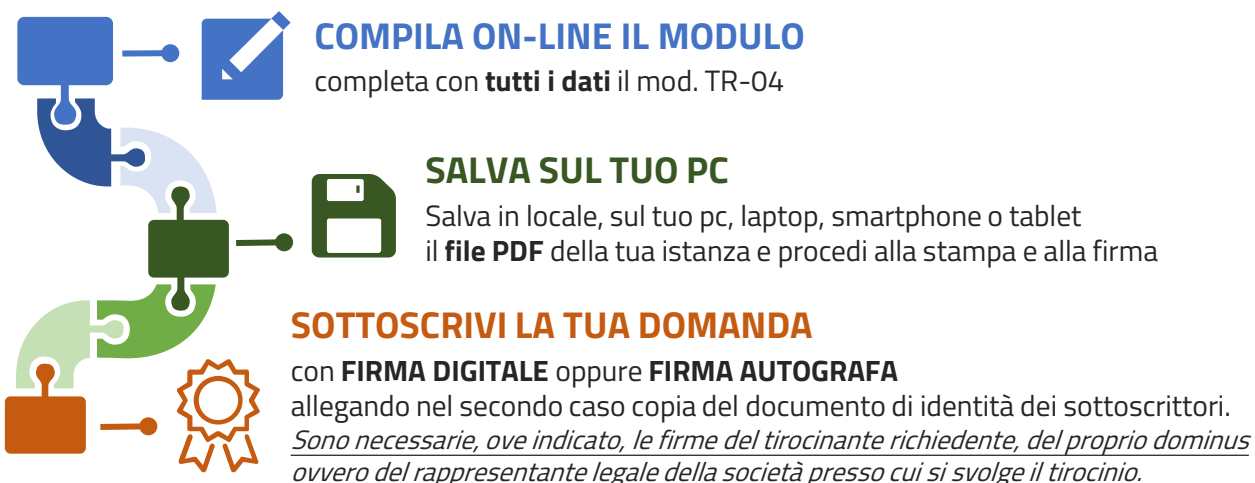 COMPILA ON-LINE IL MODULO
completa con tutti i dati il mod. TR-04
SALVA SUL TUO PC
Salva in locale, sul tuo pc, laptop, smartphone o tablet
il file PDF della tua istanza e procedi alla stampa e alla firma
SOTTOSCRIVI LA TUA DOMANDA
con FIRMA DIGITALE oppure FIRMA AUTOGRAFA
allegando nel secondo caso copia del documento di identità dei sottoscrittori.
Sono necessarie, ove indicato, le firme del tirocinante richiedente, del proprio dominus
ovvero del rappresentante legale della società presso cui si svolge il tirocinio.